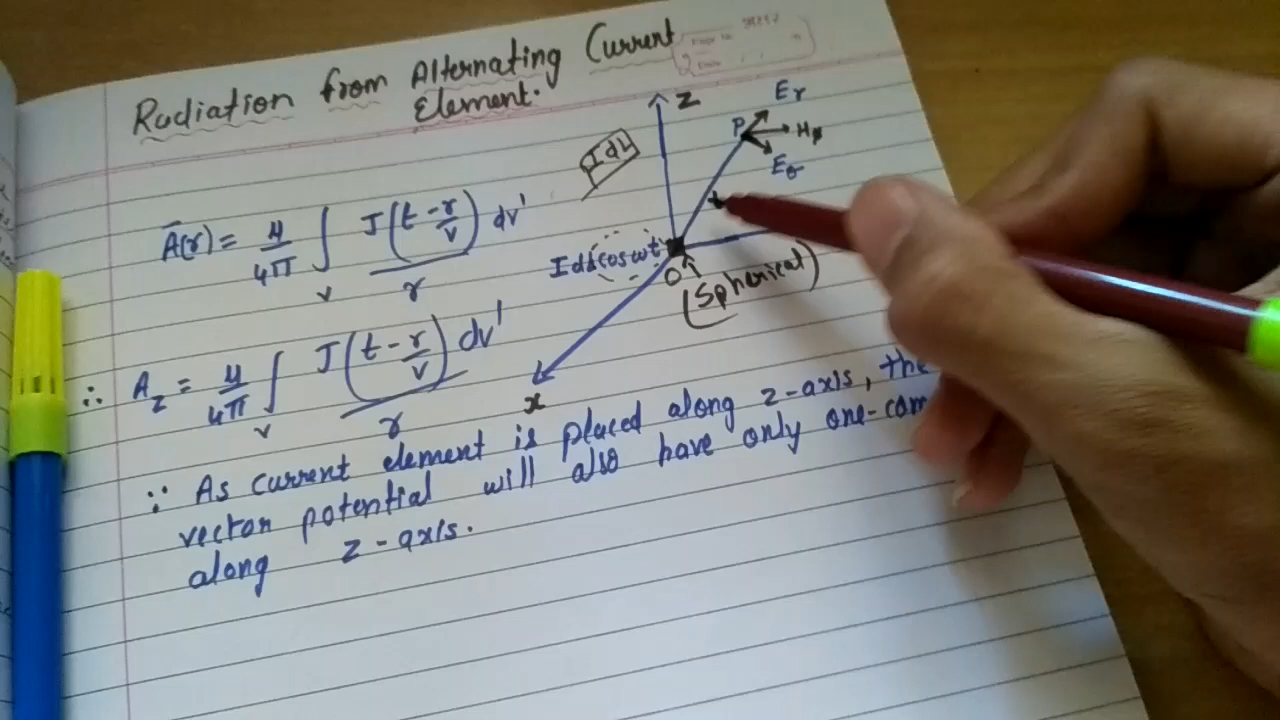 Radiation from Alternating Current
Element.
Idl
Z
Er
P
Hφ
Eθ
r
Ā(r) = μ/4π ∫v J(t - r/v)/r dv'
Idl cos ωt
O
(Spherical)
x
∴ Az = μ/4π ∫v J(t - r/v)/r dv'
∵ As current element is placed along z-axis, the
vector potential will also have only one-com
along z-axis.